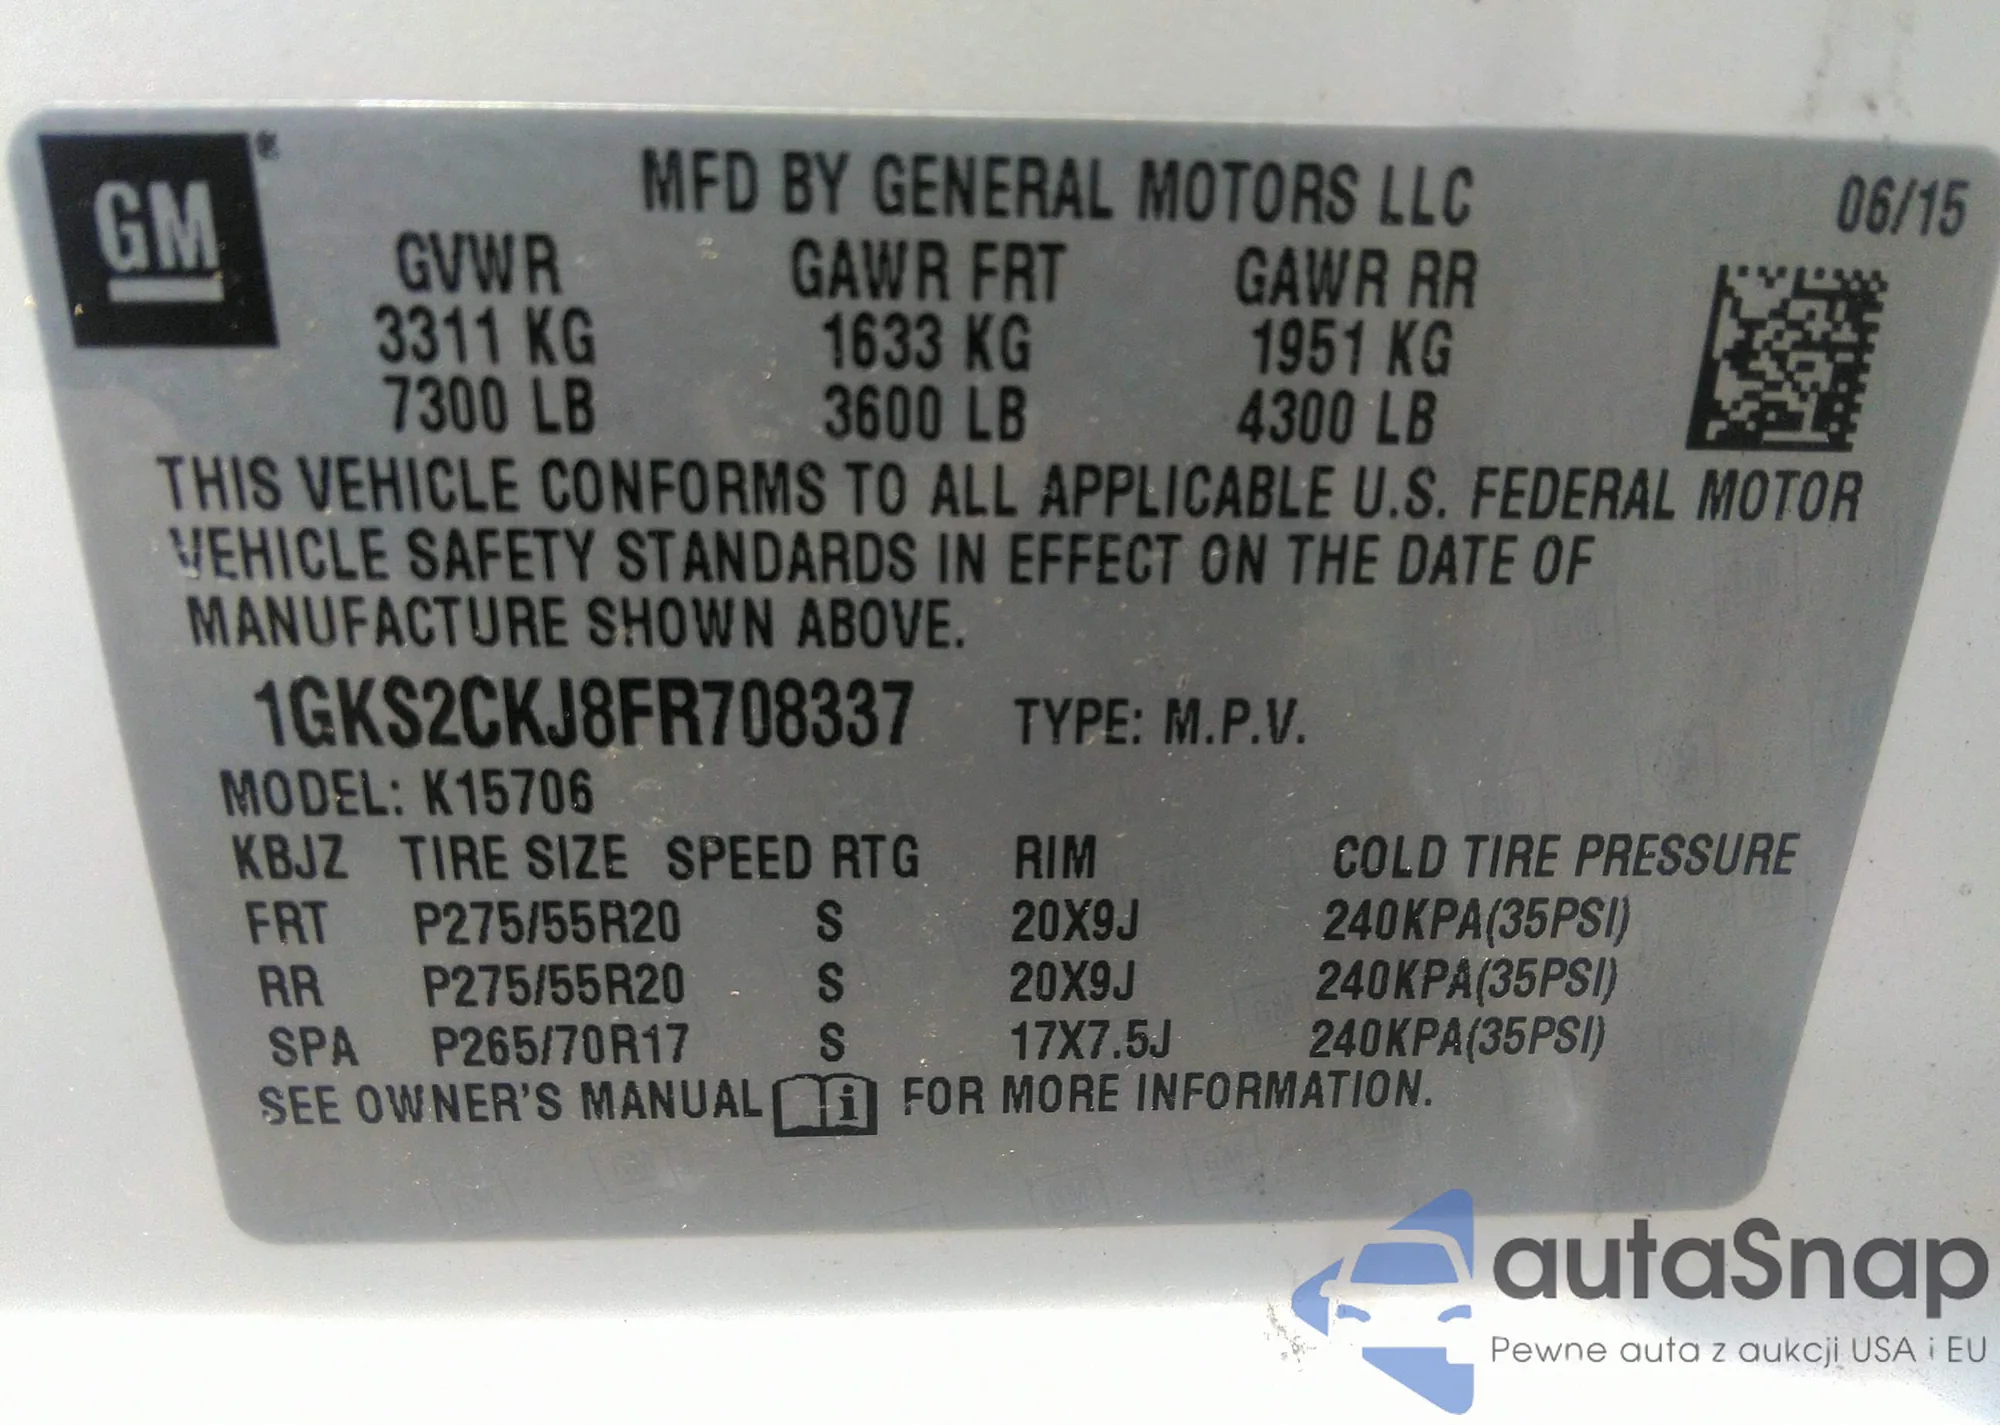 GM®
MFD BY GENERAL MOTORS LLC 06/15
GVWR GAWR FRT GAWR RR
3311 KG 1633 KG 1951 KG
7300 LB 3600 LB 4300 LB
THIS VEHICLE CONFORMS TO ALL APPLICABLE U.S. FEDERAL MOTOR
VEHICLE SAFETY STANDARDS IN EFFECT ON THE DATE OF
MANUFACTURE SHOWN ABOVE.
1GKS2CKJ8FR708337 TYPE: M.P.V.
MODEL: K15706
KBJZ TIRE SIZE SPEED RTG RIM COLD TIRE PRESSURE
FRT P275/55R20 S 20X9J 240KPA(35PSI)
RR P275/55R20 S 20X9J 240KPA(35PSI)
SPA P265/70R17 S 17X7.5J 240KPA(35PSI)
SEE OWNER'S MANUAL i FOR MORE INFORMATION.
autaSnap
Pewne auta z aukcji USA i EU